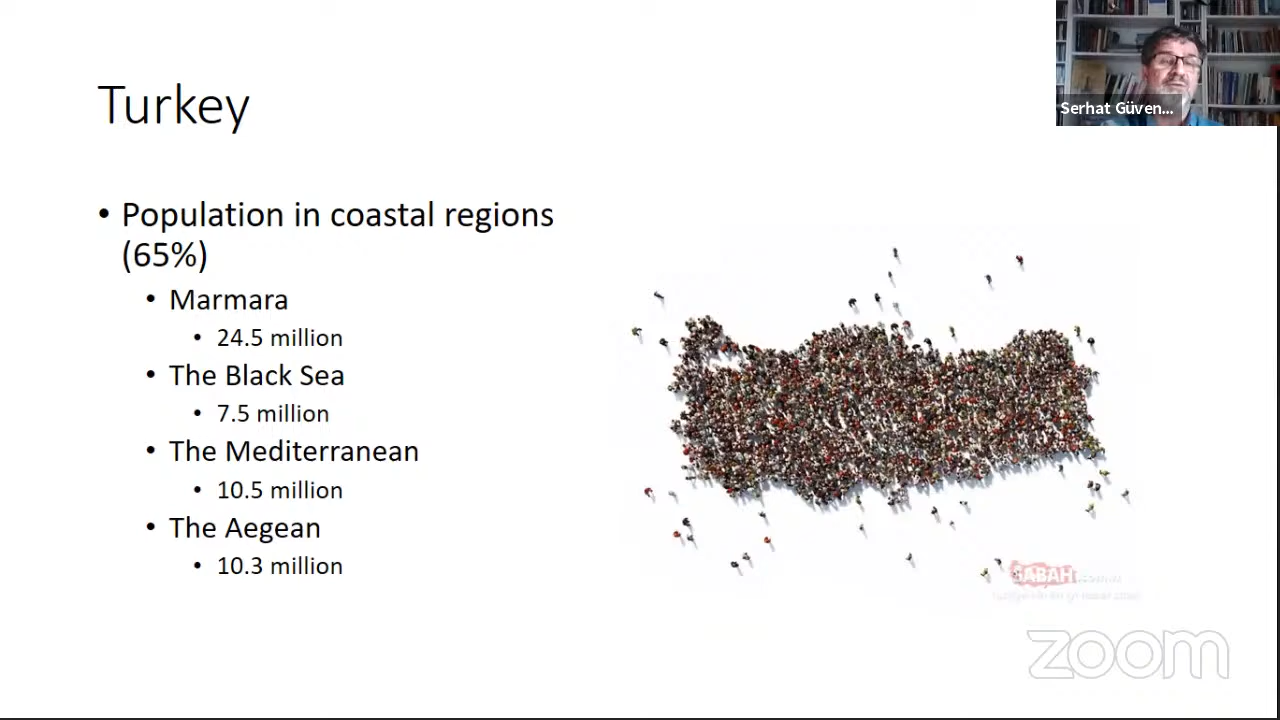 Turkey
Serhat Güven...
• Population in coastal regions
(65%)
• Marmara
• 24.5 million
• The Black Sea
• 7.5 million
• The Mediterranean
• 10.5 million
• The Aegean
• 10.3 million
SABAH
zoom